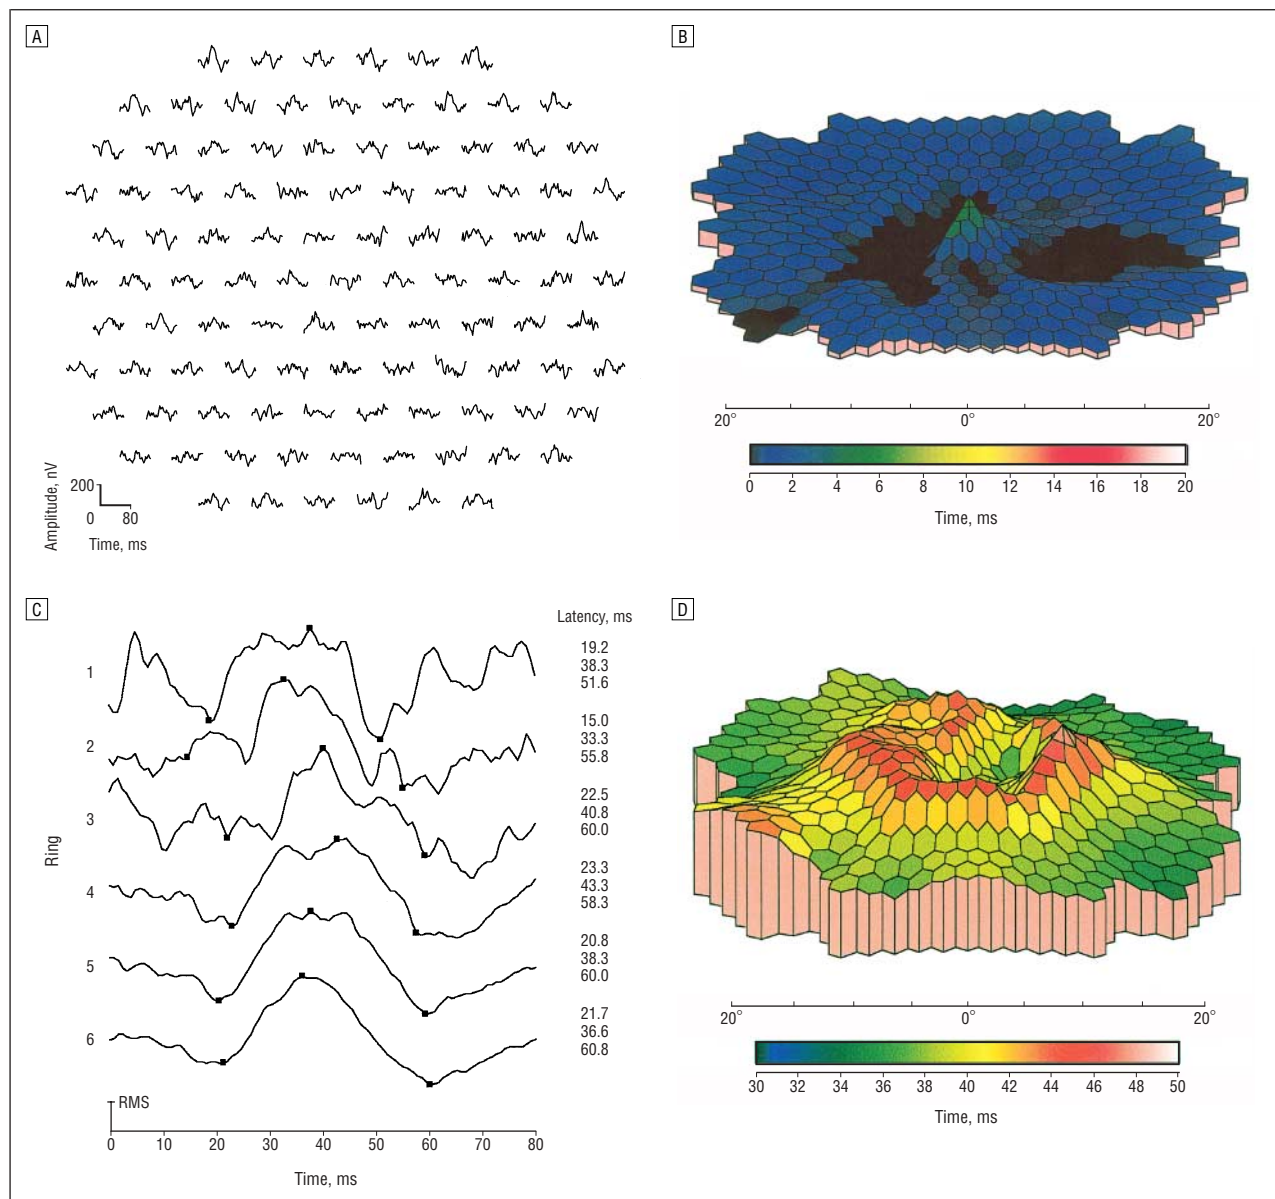 A
Amplitude, nV
200
0 80
Time, ms
B
20° 0° 20°
0 2 4 6 8 10 12 14 16 18 20
Time, ms
C
Latency, ms
Ring
1
19.2
38.3
51.6
2
15.0
33.3
55.8
3
22.5
40.8
60.0
4
23.3
43.3
58.3
5
20.8
38.3
60.0
6
21.7
36.6
60.8
RMS
0 10 20 30 40 50 60 70 80
Time, ms
D
20° 0° 20°
30 32 34 36 38 40 42 44 46 48 50
Time, ms